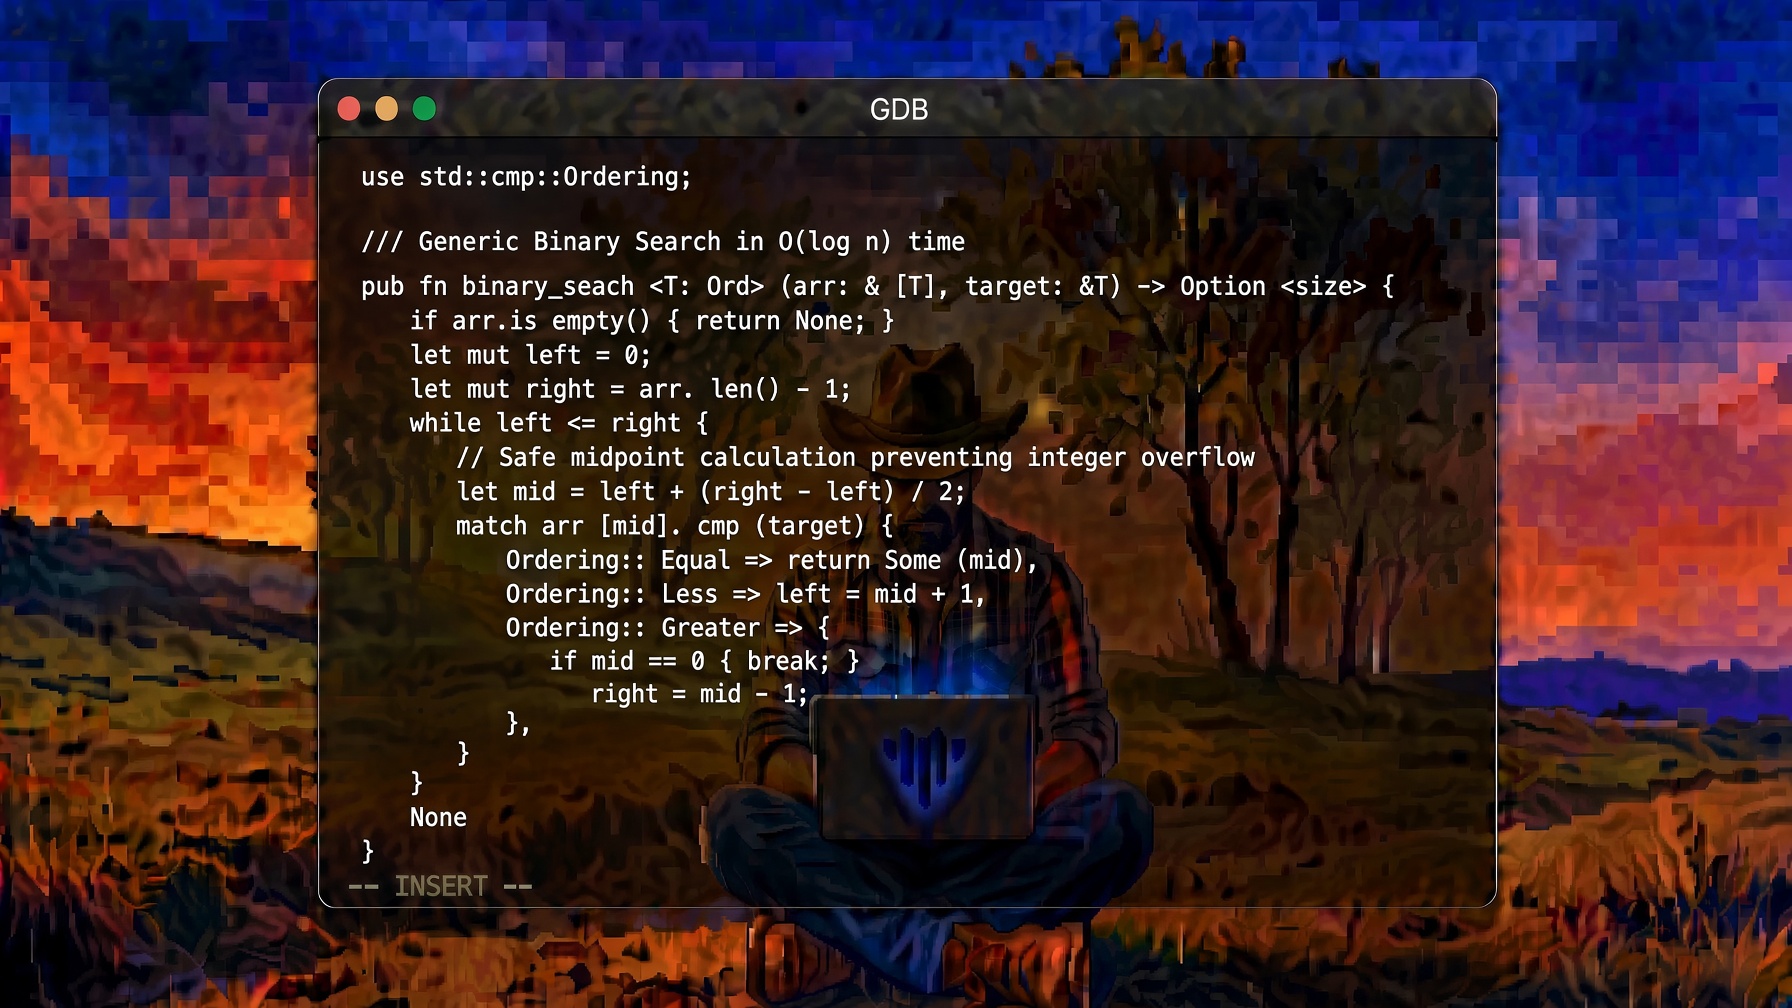 GDB
use std::cmp::Ordering;
/// Generic Binary Search in O(log n) time
pub fn binary_seach <T: Ord> (arr: & [T], target: &T) -> Option <size> {
if arr.is empty() { return None; }
let mut left = 0;
let mut right = arr. len() - 1;
while left <= right {
// Safe midpoint calculation preventing integer overflow
let mid = left + (right - left) / 2;
match arr [mid]. cmp (target) {
Ordering:: Equal => return Some (mid),
Ordering:: Less => left = mid + 1,
Ordering:: Greater => {
if mid == 0 { break; }
right = mid - 1;
},
}
}
None
}
-- INSERT --